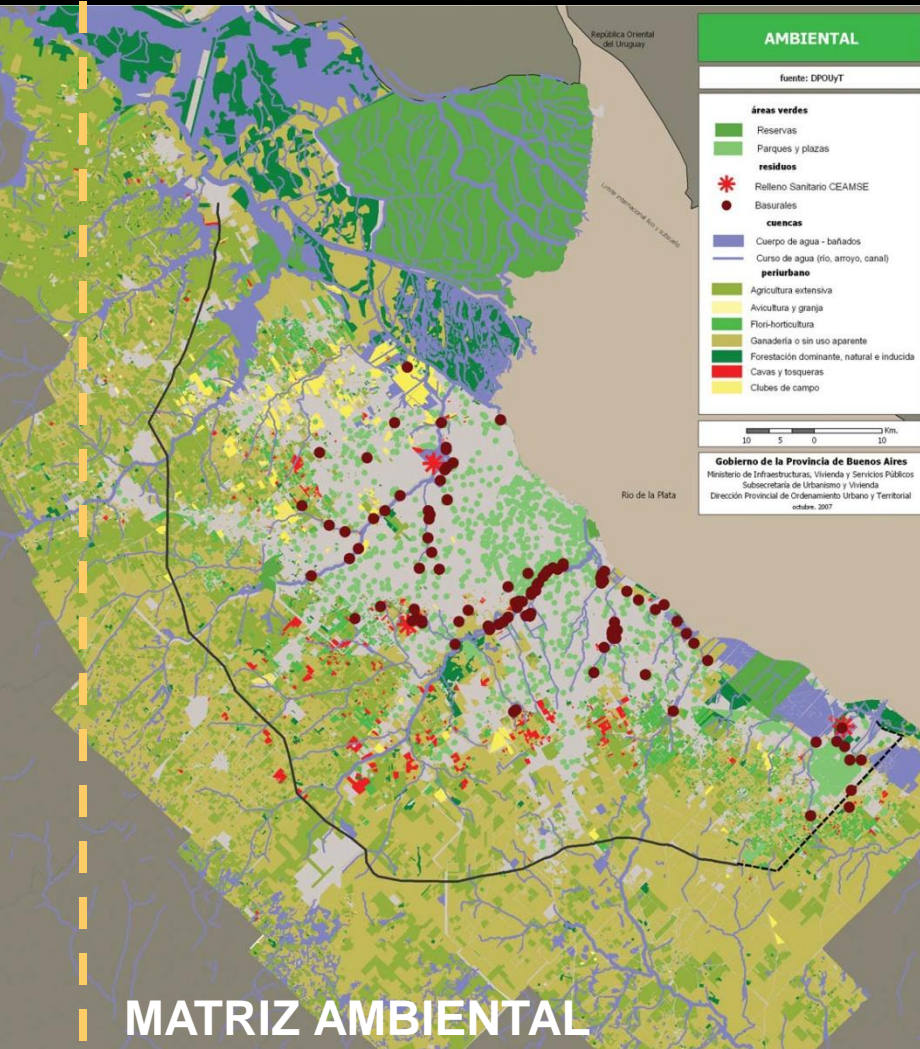 República Oriental
del Uruguay
AMBIENTAL
fuente: DPOUyT
áreas verdes
Reservas
Parques y plazas
residuos
Relleno Sanitario CEAMSE
Basurales
cuencas
Cuerpo de agua - bañados
Curso de agua (río, arroyo, canal)
periurbano
Agricultura extensiva
Avicultura y granja
Flori-horticultura
Ganadería o sin uso aparente
Forestación dominante, natural e inducida
Cavas y tosqueras
Clubes de campo
Km.
10 5 0 10
Gobierno de la Provincia de Buenos Aires
Ministerio de Infraestructuras, Vivienda y Servicios Públicos
Subsecretaría de Urbanismo y Vivienda
Dirección Provincial de Ordenamiento Urbano y Territorial
octubre. 2007
Rio de la Plata
MATRIZ AMBIENTAL